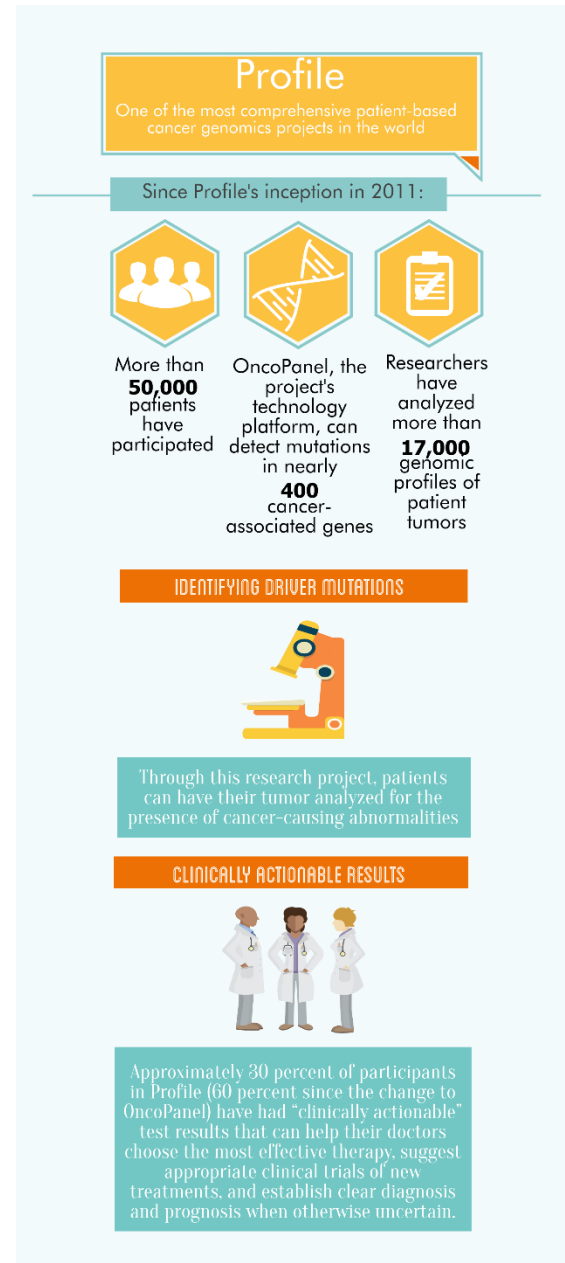 Profile
One of the most comprehensive patient-based
cancer genomics projects in the world
Since Profile's inception in 2011:
More than
50,000
patients
have
participated
OncoPanel, the
project's
technology
platform, can
detect mutations
in nearly
400
cancer-
associated genes
Researchers
have
analyzed
more than
17,000
genomic
profiles of
patient
tumors
IDENTIFYING DRIVER MUTATIONS
Through this research project, patients
can have their tumor analyzed for the
presence of cancer-causing abnormalities
CLINICALLY ACTIONABLE RESULTS
Approximately 30 percent of participants
in Profile (60 percent since the change to
OncoPanel) have had “clinically actionable”
test results that can help their doctors
choose the most effective therapy, suggest
appropriate clinical trials of new
treatments, and establish clear diagnosis
and prognosis when otherwise uncertain.